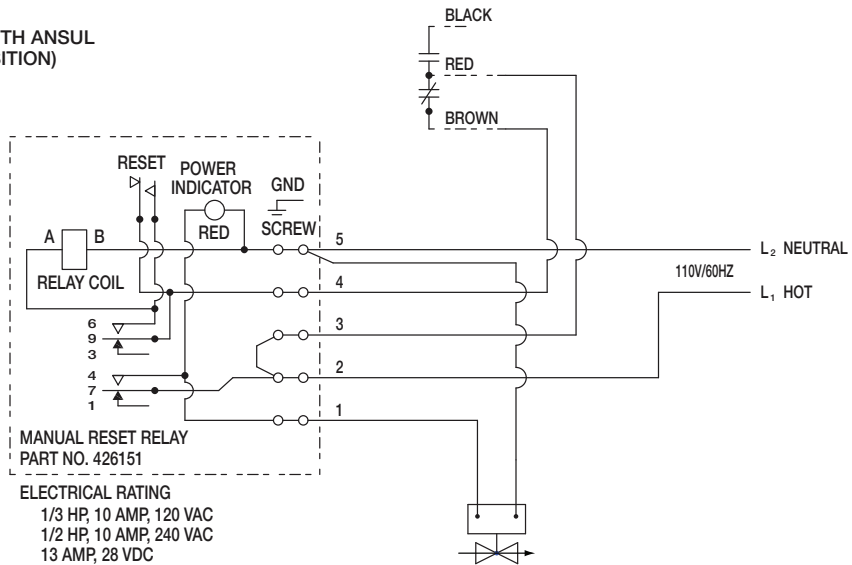 TH ANSUL
SITION)
BLACK
RED
BROWN
RESET
POWER
INDICATOR
GND
RED
SCREW
A
B
RELAY COIL
5
4
3
2
1
L₂ NEUTRAL
110V/60HZ
L₁ HOT
6
9
3
4
7
1
MANUAL RESET RELAY
PART NO. 426151
ELECTRICAL RATING
1/3 HP, 10 AMP, 120 VAC
1/2 HP, 10 AMP, 240 VAC
13 AMP, 28 VDC